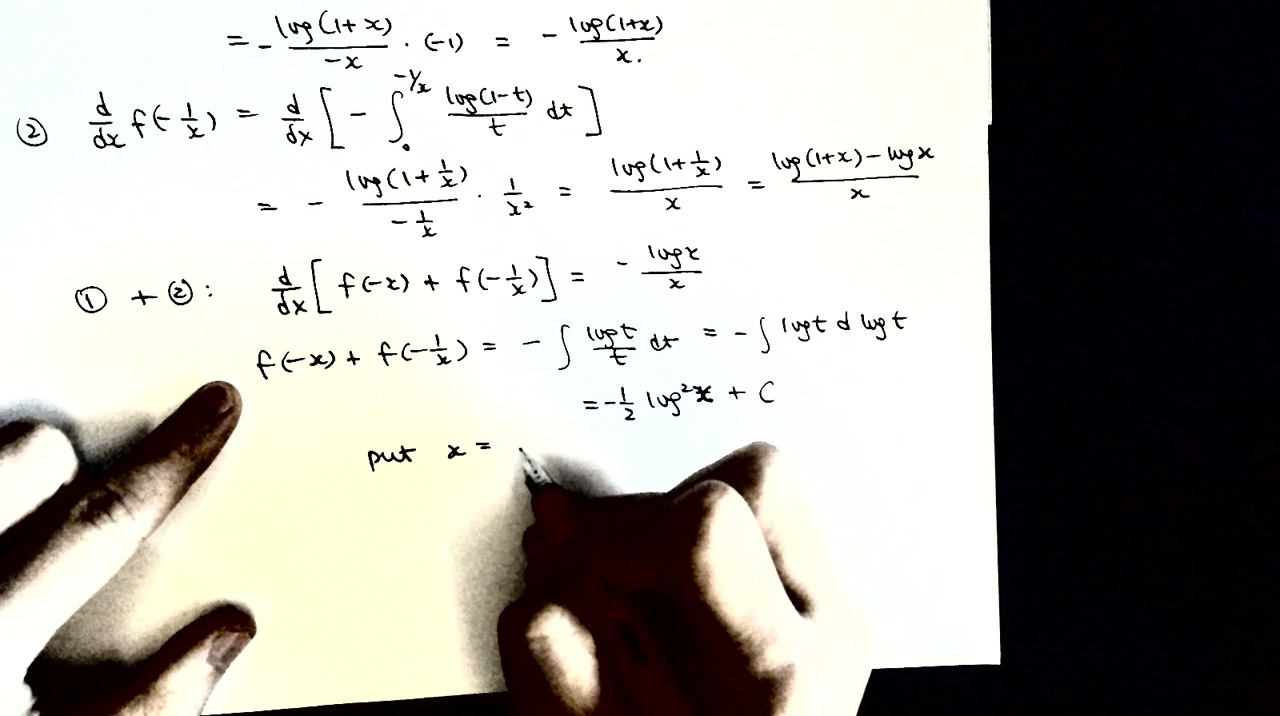 = - log(1+x)/-x · (-1) = - log(1+x)/x.
② d/dx f(-1/x) = d/dx [ - ∫₀^(-1/x) log(1-t)/t dt ]
= - log(1+1/x)/(-1/x) · 1/x² = log(1+1/x)/x = (log(1+x) - log x)/x
① + ② : d/dx [ f(-x) + f(-1/x) ] = - log x/x
f(-x) + f(-1/x) = - ∫ log t/t dt = - ∫ log t d log t
= -1/2 log² x + C
put x =